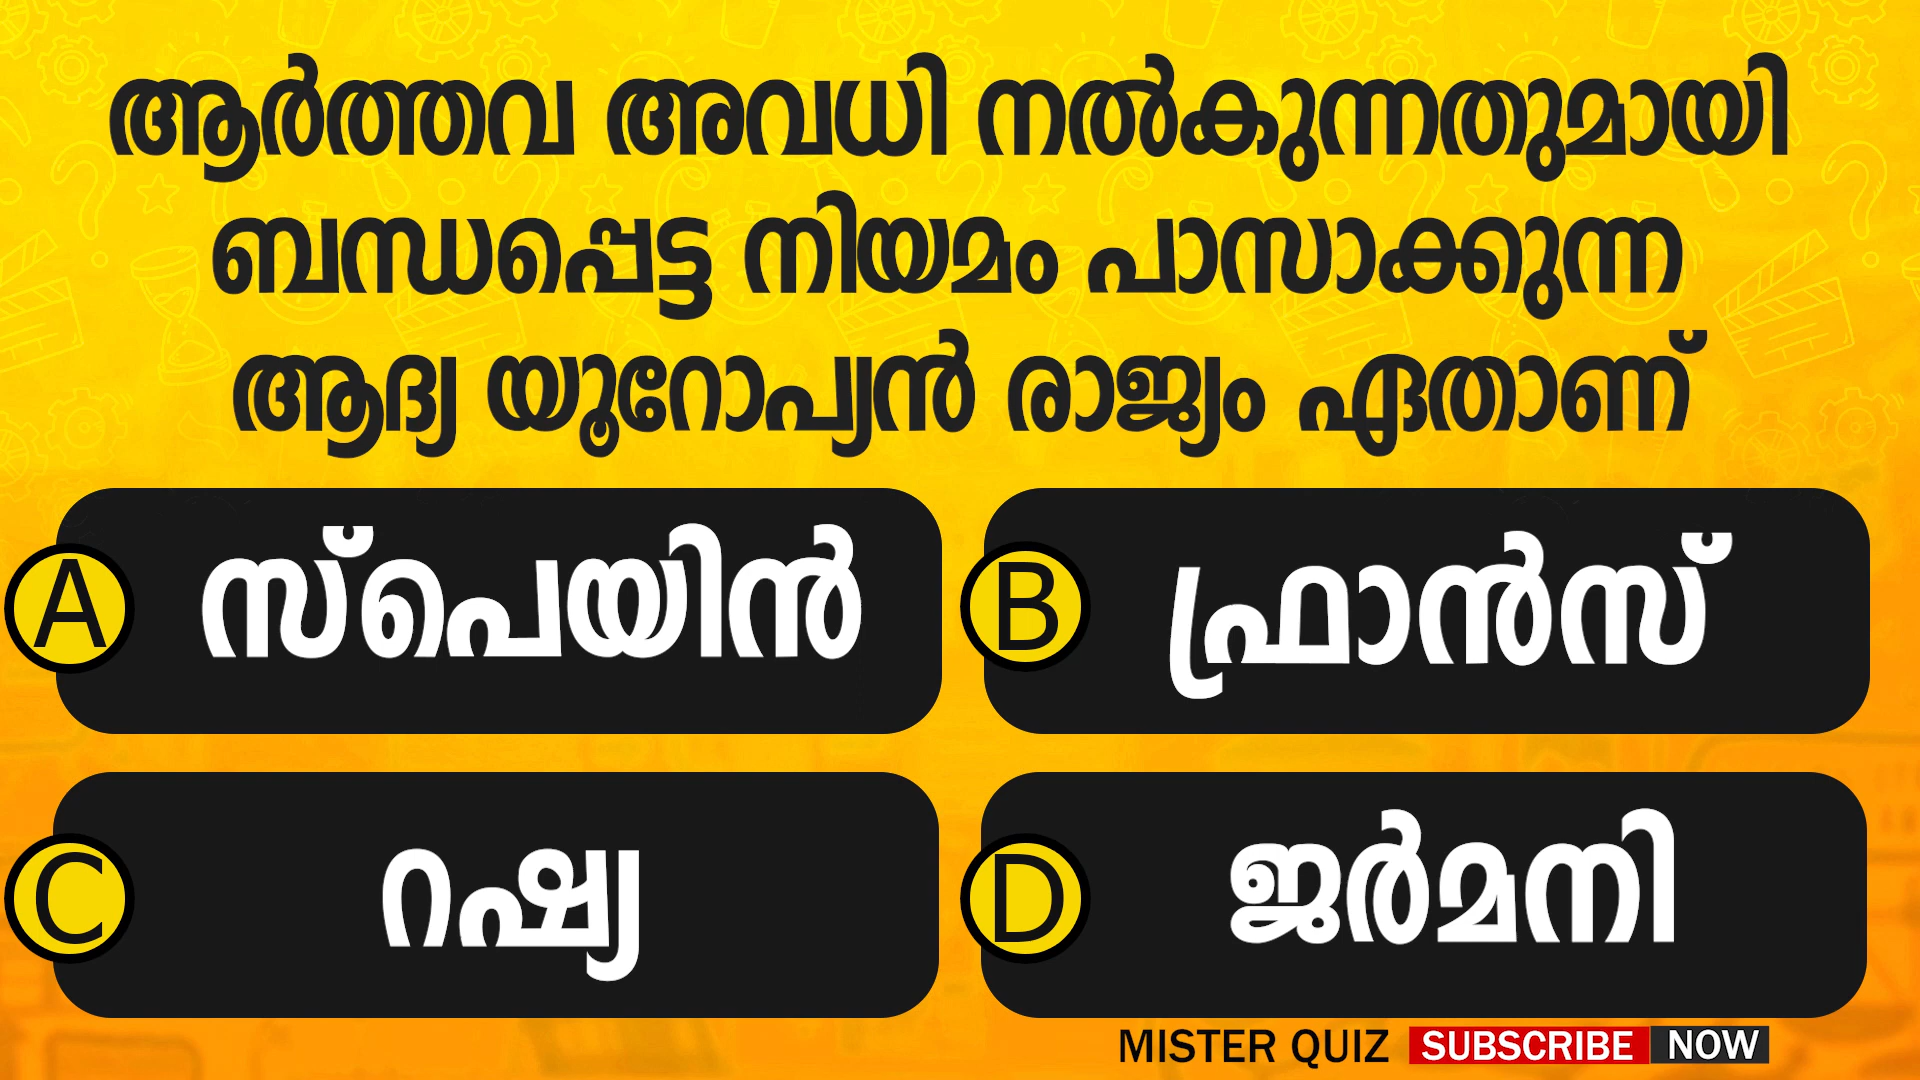 ആർത്തവ അവധി നൽകുന്നതുമായി
ബന്ധപ്പെട്ട നിയമം പാസാക്കുന്ന
ആദ്യ യൂറോപ്യൻ രാജ്യം ഏതാണ്
A സ്പെയിൻ
B ഫ്രാൻസ്
C റഷ്യ
D ജർമനി
MISTER QUIZ SUBSCRIBE NOW